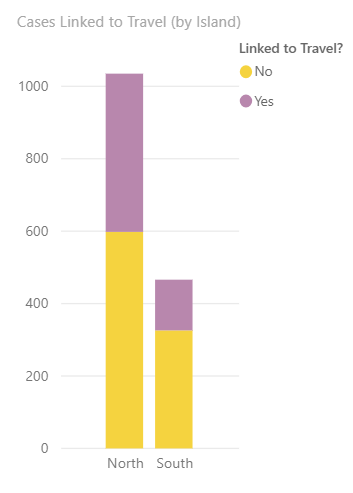 Cases Linked to Travel (by Island)
Linked to Travel?
No
Yes
1000
800
600
400
200
0
North South